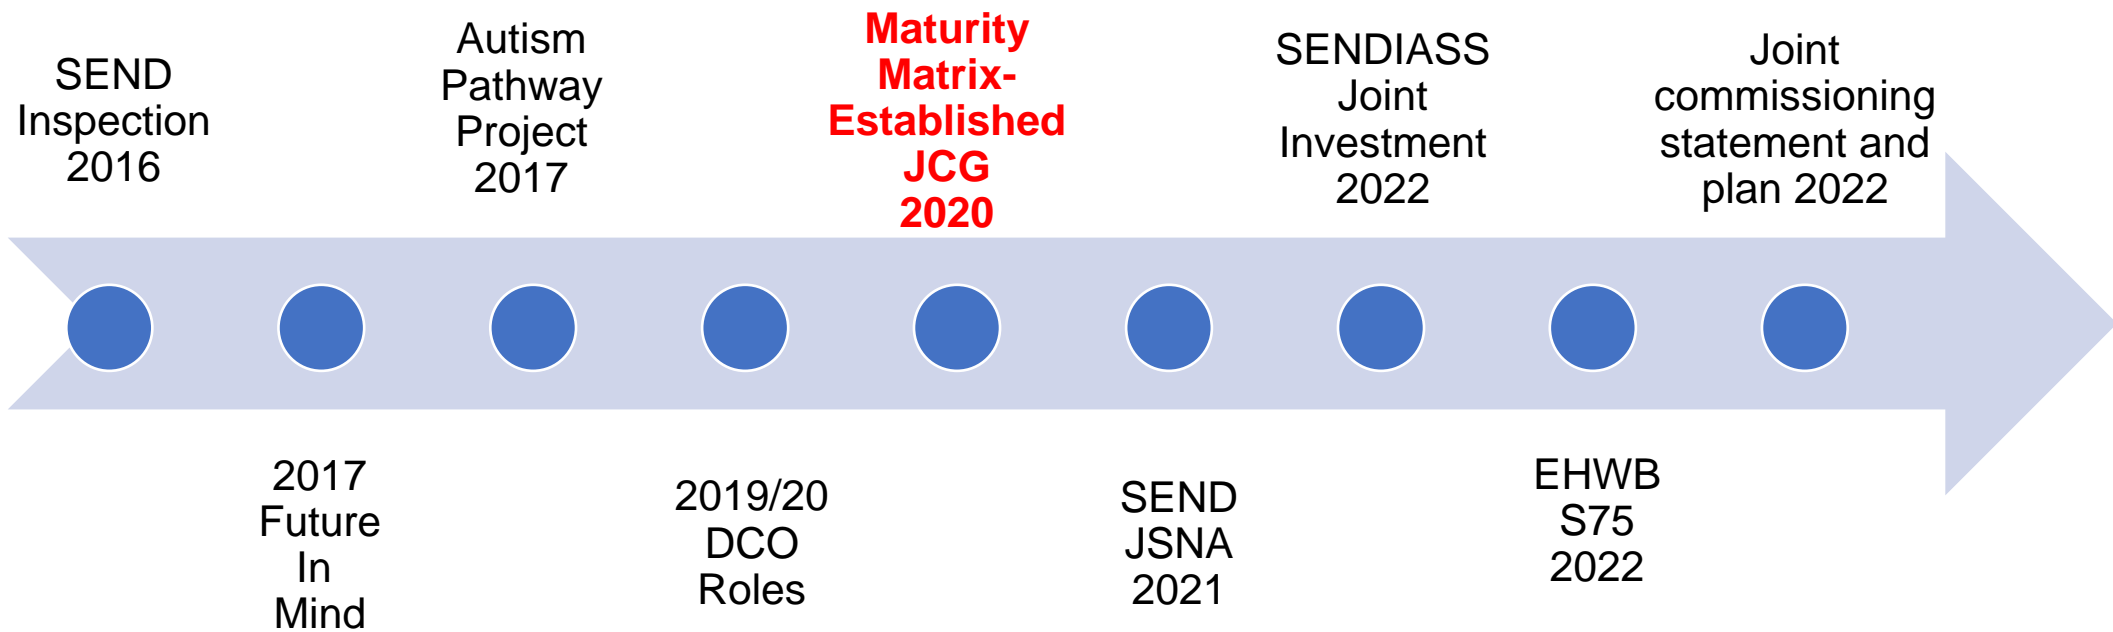 SEND
Inspection
2016
Autism
Pathway
Project
2017
Maturity
Matrix-
Established
JCG
2020
SENDIASS
Joint
Investment
2022
Joint
commissioning
statement and
plan 2022
2017
Future
In
Mind
2019/20
DCO
Roles
SEND
JSNA
2021
EHWB
S75
2022